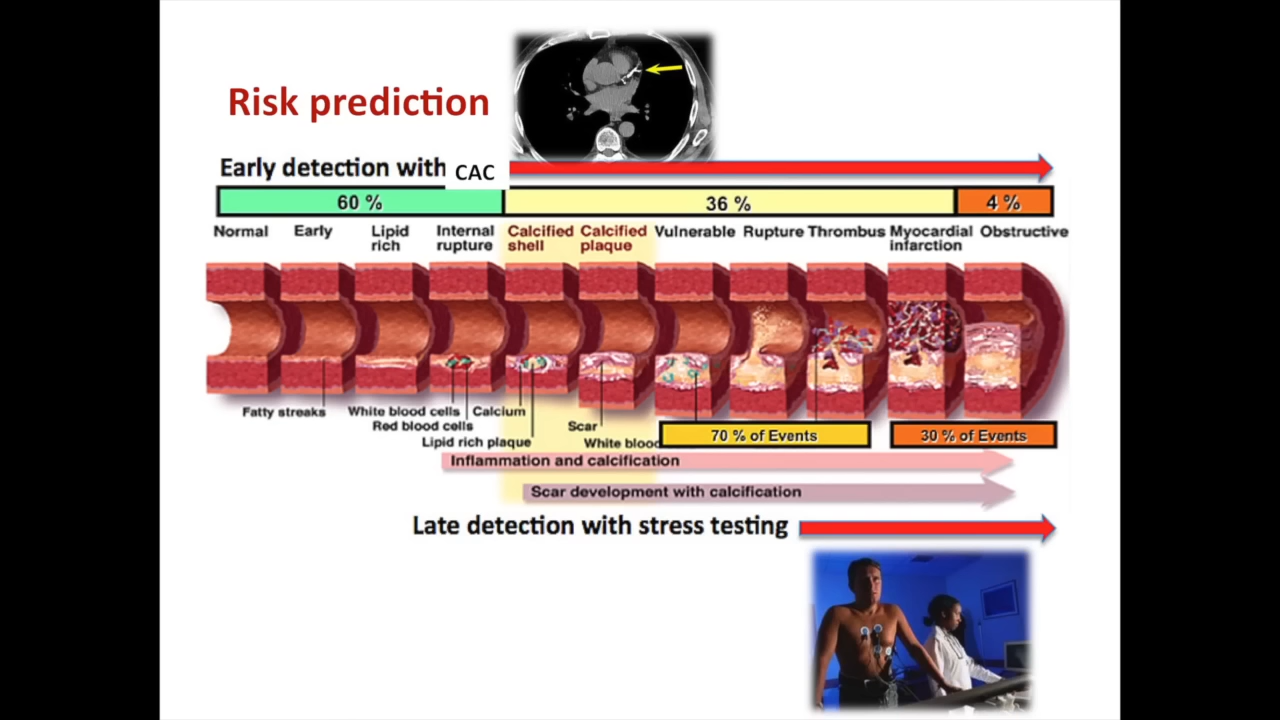 Risk prediction
Early detection with CAC
60 % 36 % 4 %
Normal Early Lipid rich Internal rupture Calcified shell Calcified plaque Vulnerable Rupture Thrombus Myocardial infarction Obstructive
Fatty streaks White blood cells Calcium
Red blood cells Scar
Lipid rich plaque White blood
70 % of Events 30 % of Events
Inflammation and calcification
Scar development with calcification
Late detection with stress testing